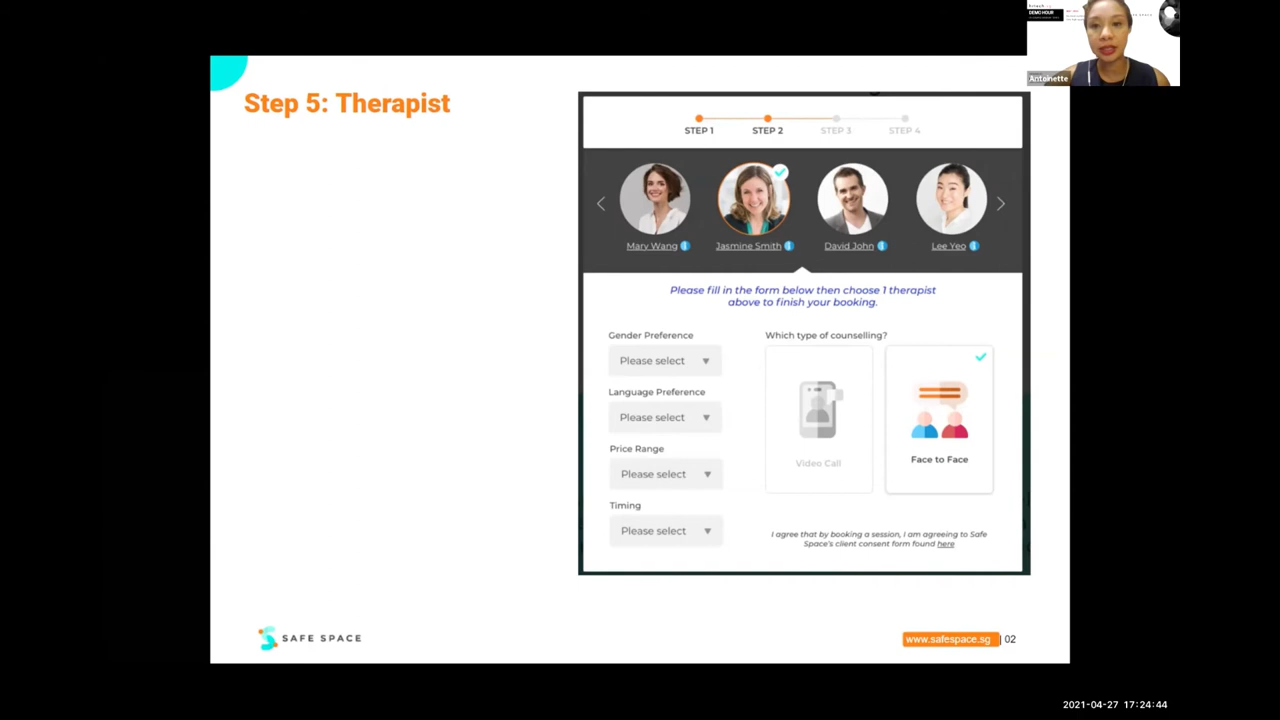 DEMO HOUR
Antoinette
Step 5: Therapist
STEP 1
STEP 2
STEP 3
STEP 4
Mary Wang
Jasmine Smith
David John
Lee Yeo
Please fill in the form below then choose 1 therapist
above to finish your booking.
Gender Preference
Please select
Language Preference
Please select
Price Range
Please select
Timing
Please select
Which type of counselling?
Video Call
Face to Face
I agree that by booking a session, I am agreeing to Safe
Space's client consent form found here
SAFE SPACE
www.safespace.sg | 02
2021-04-27 17:24:44